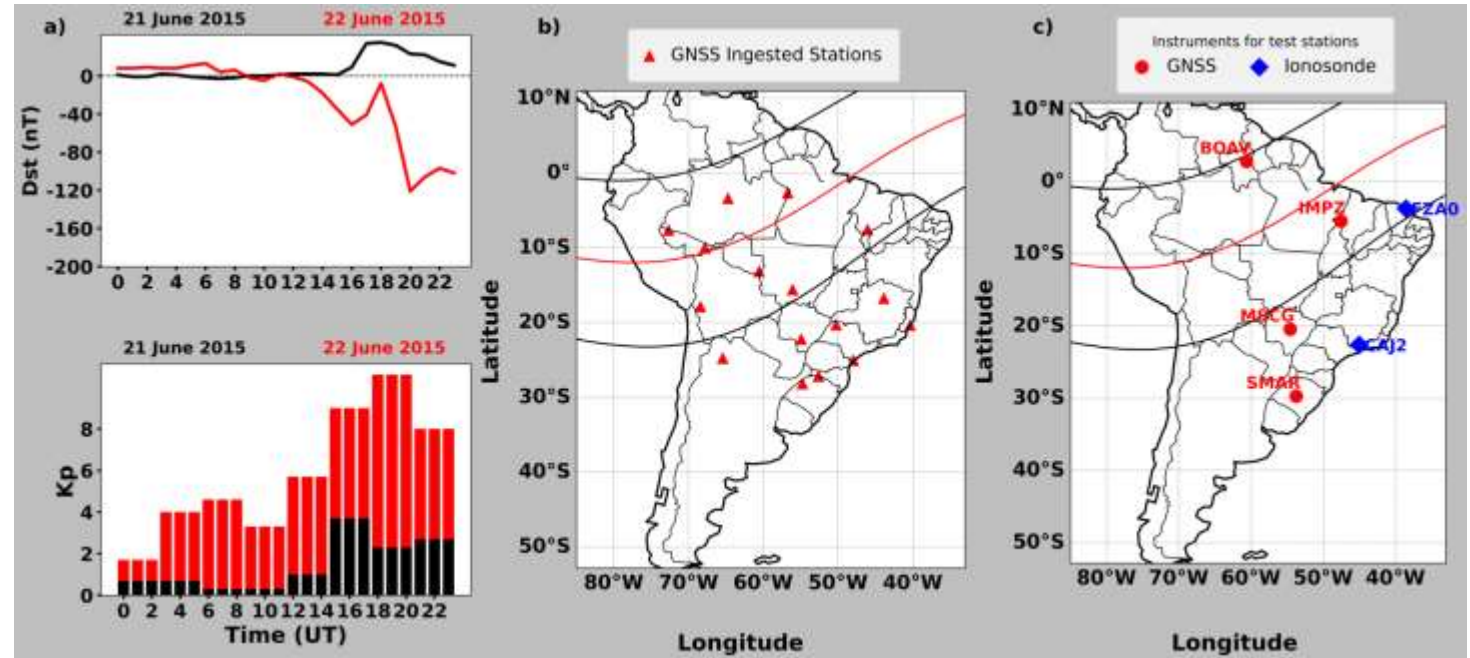 a)
21 June 2015 22 June 2015
Dst (nT)
0
-40
-80
-120
-160
-200
0 2 4 6 8 10 12 14 16 18 20 22
21 June 2015 22 June 2015
Kp
8
6
4
2
0
0 2 4 6 8 10 12 14 16 18 20 22
Time (UT)
b)
GNSS Ingested Stations
Latitude
10°N
0°
10°S
20°S
30°S
40°S
50°S
80°W 70°W 60°W 50°W 40°W
Longitude
c)
Instruments for test stations
GNSS Ionosonde
Latitude
10°N
0°
10°S
20°S
30°S
40°S
50°S
BOAV
IMPZ
FZA0
MSCG
CAJ2
SMAR
80°W 70°W 60°W 50°W 40°W
Longitude